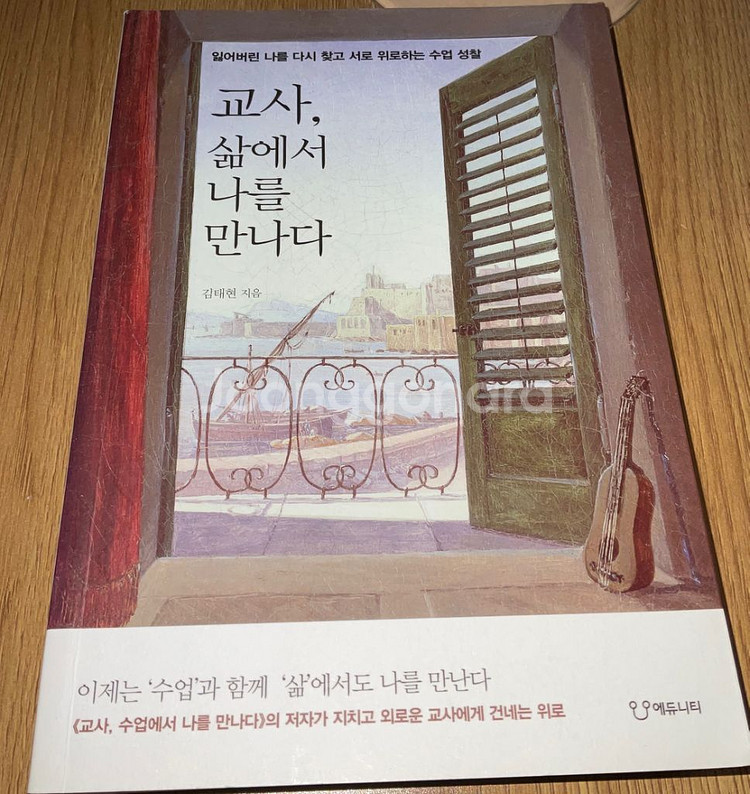 잃어버린 나를 다시 찾고 서로 위로하는 수업 성찰
교사,
삶에서
나를
만나다
김태현 지음
Joonggonara
이제는 ‘수업’과 함께 ‘삶’에서도 나를 만난다
《교사, 수업에서 나를 만나다》의 저자가 지치고 외로운 교사에게 건네는 위로
에듀니티